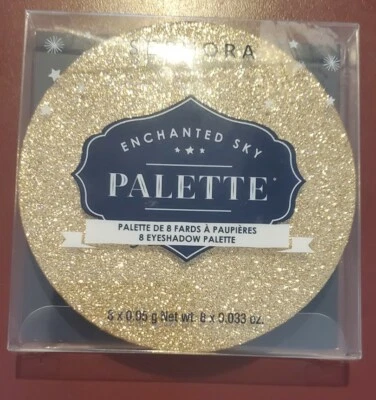 SEPHORA
ENCHANTED SKY
PALETTE
PALETTE DE 8 FARDS À PAUPIÈRES
8 EYESHADOW PALETTE
8 x 0.95 g Net wt. 8 x 0.033 oz.